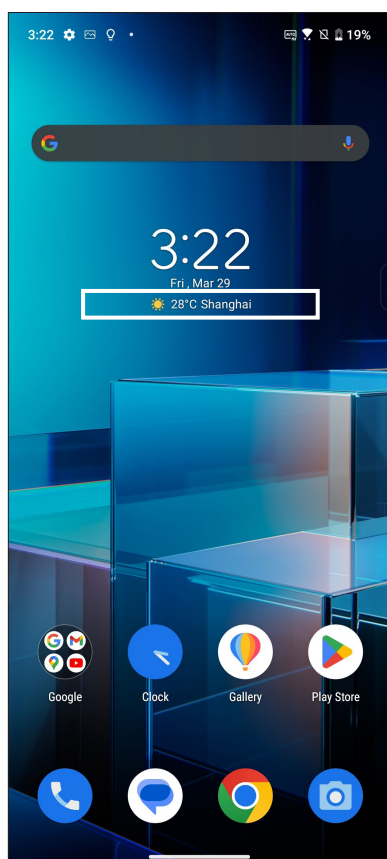 3:22
19%
3:22
Fri , Mar 29
28°C Shanghai
Google
Clock
Gallery
Play Store